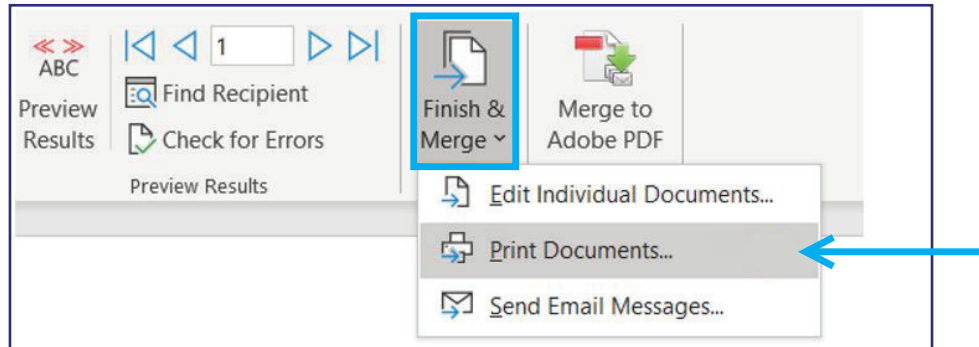 ≪ ≫
ABC
Preview
Results
1
Find Recipient
Check for Errors
Preview Results
Finish &
Merge
Merge to
Adobe PDF
Edit Individual Documents...
Print Documents...
Send Email Messages...